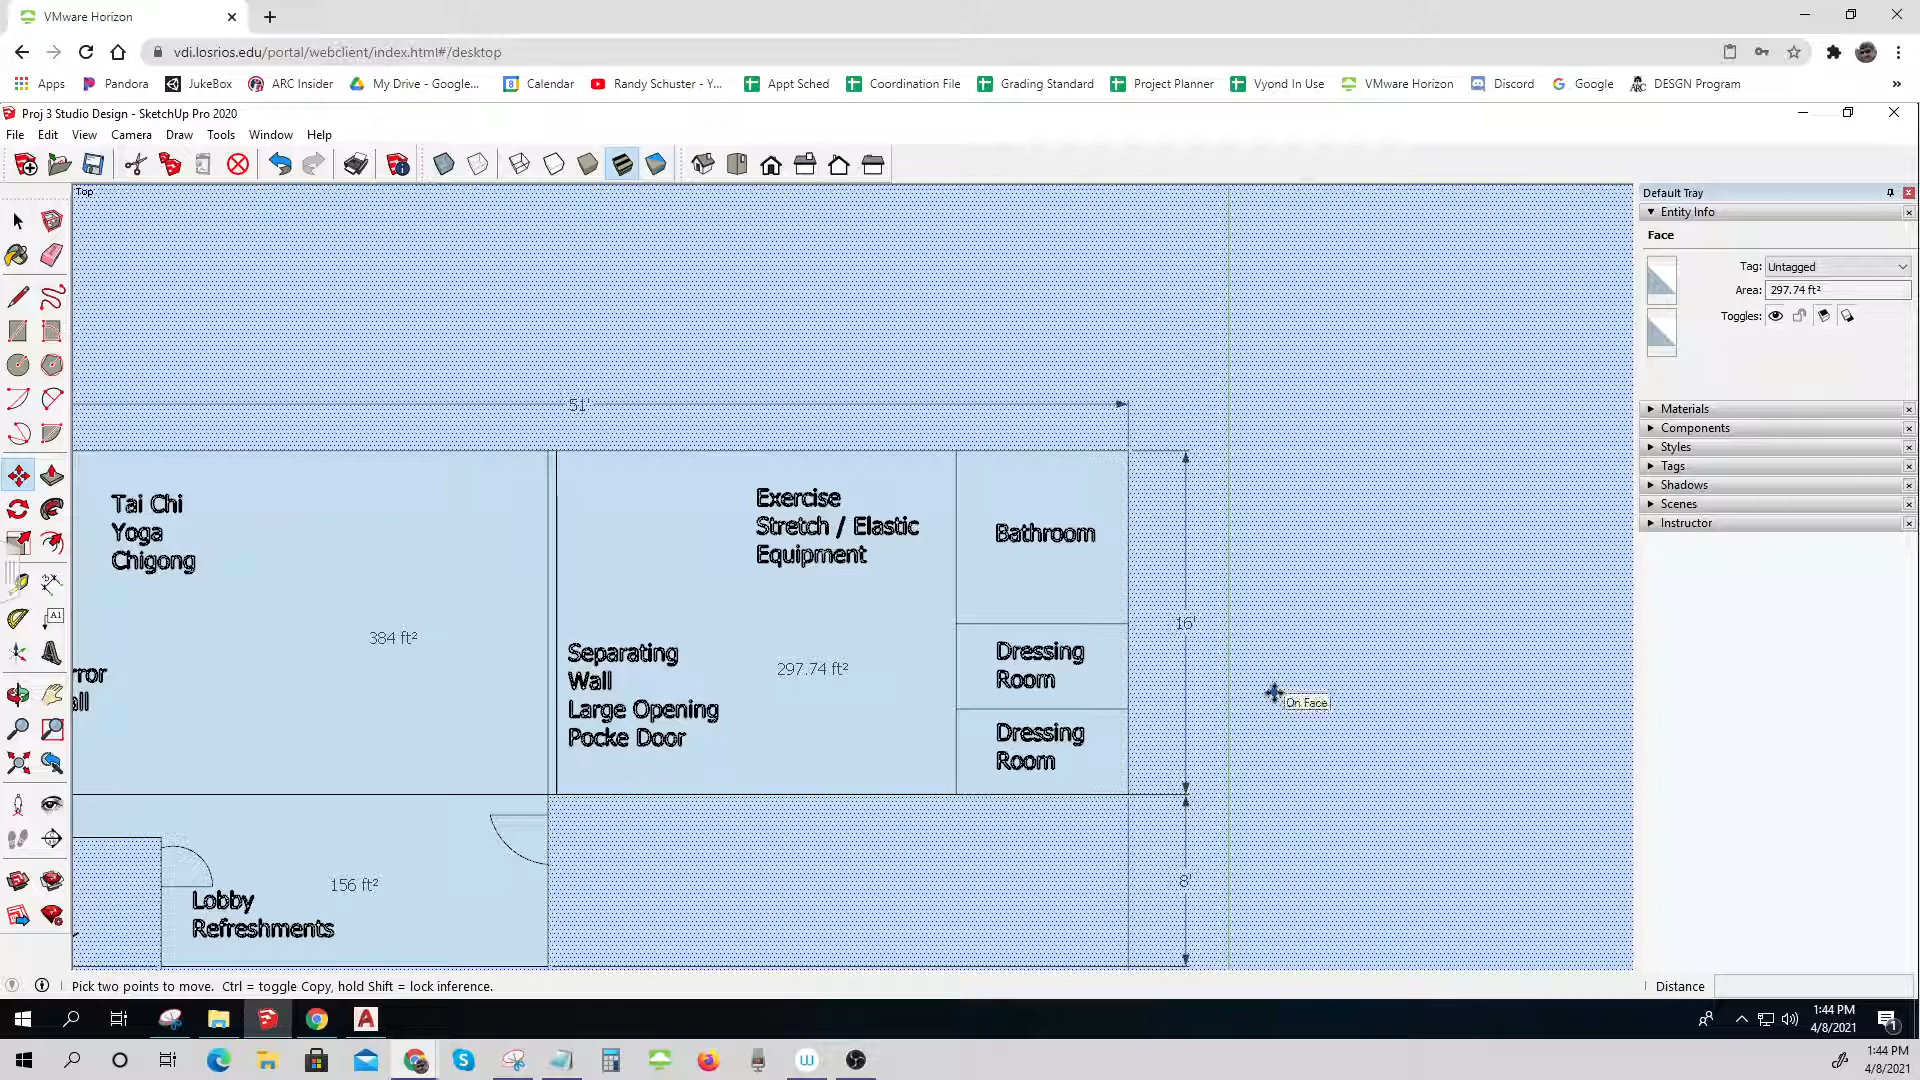 VMware Horizon
vdi.losrios.edu/portal/webclient/index.html#/desktop
Apps
Pandora
JukeBox
ARC Insider
My Drive - Google...
Calendar
Randy Schuster - Y...
Appt Sched
Coordination File
Grading Standard
Project Planner
Vyond In Use
VMware Horizon
Discord
Google
DESGN Program
Proj 3 Studio Design - SketchUp Pro 2020
File Edit View Camera Draw Tools Window Help
Top
51'
Tai Chi
Yoga
Chigong
384 ft²
rror
all
Exercise
Stretch / Elastic
Equipment
Separating
Wall
Large Opening
Pocke Door
297.74 ft²
Bathroom
Dressing
Room
Dressing
Room
16'
8'
On Face
156 ft²
Lobby
Refreshments
Default Tray
Entity Info
Face
Tag: Untagged
Area: 297.74 ft²
Toggles:
Materials
Components
Styles
Tags
Shadows
Scenes
Instructor
Pick two points to move. Ctrl = toggle Copy, hold Shift = lock inference.
Distance
1:44 PM
4/8/2021
1:44 PM
4/8/2021